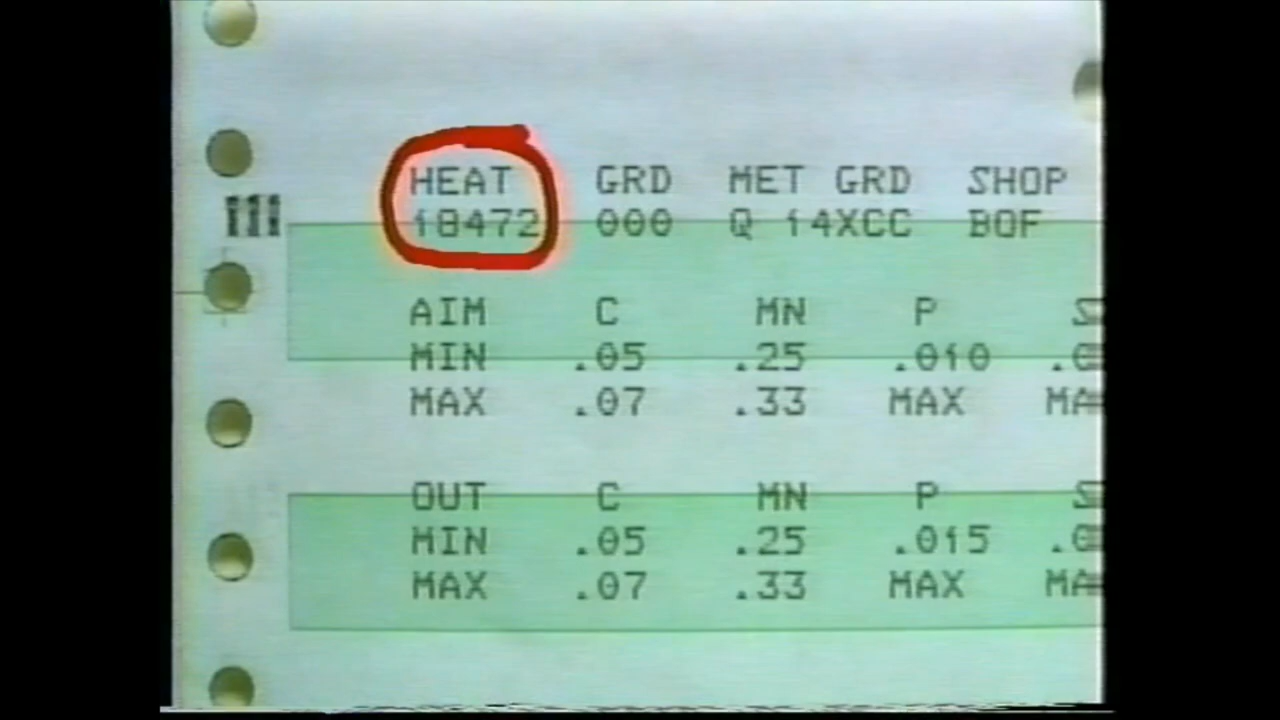 HEAT GRD MET GRD SHOP
18472 000 Q 14XCC BOF
AIM C MN P
MIN .05 .25 .010
MAX .07 .33 MAX
OUT C MN P
MIN .05 .25 .015
MAX .07 .33 MAX